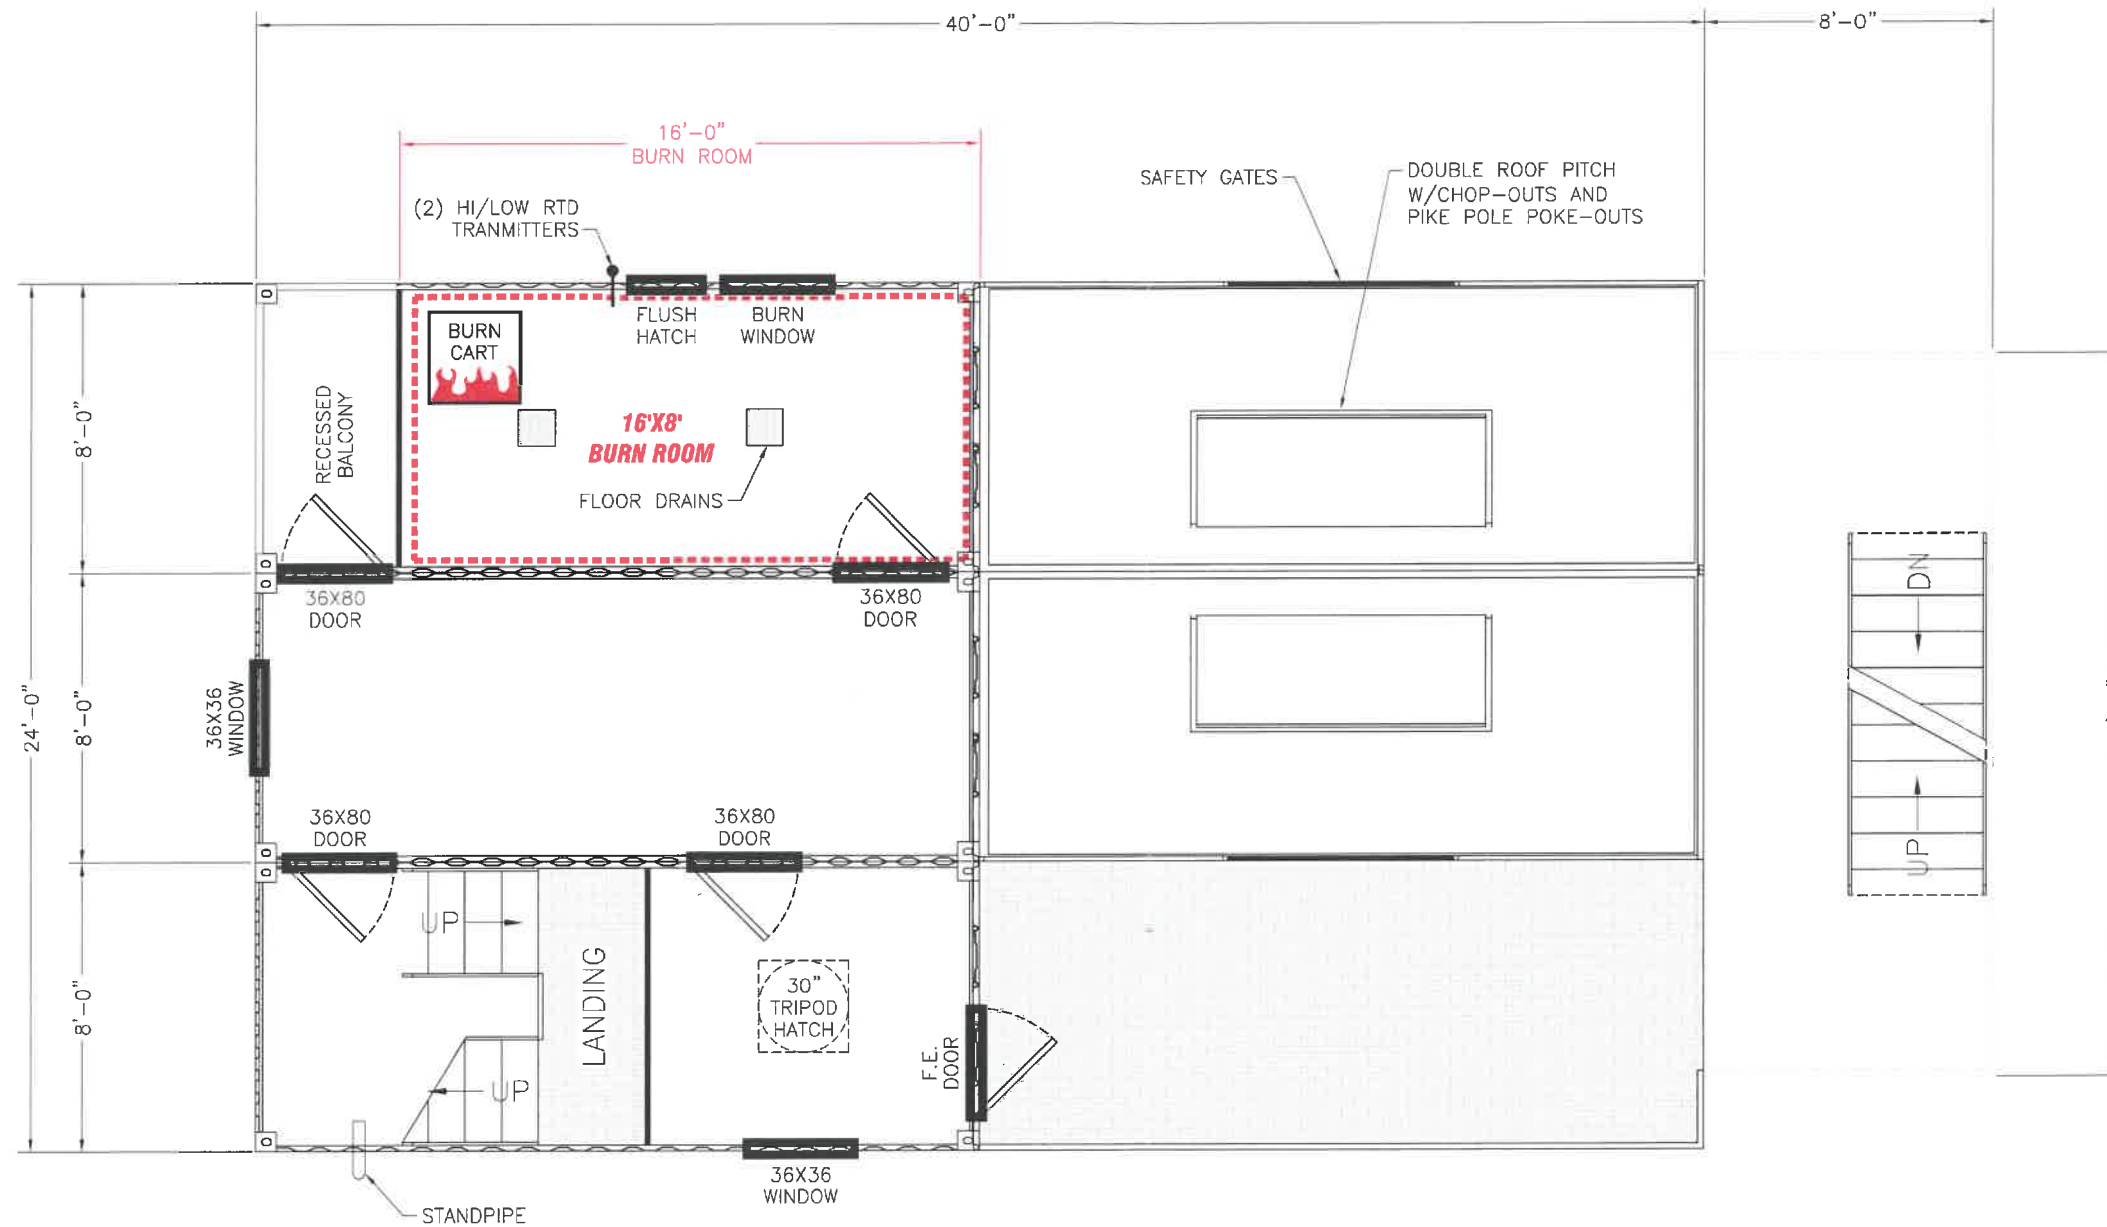 40'-0"
8'-0"
16'-0"
BURN ROOM
SAFETY GATES
DOUBLE ROOF PITCH
W/CHOP-OUTS AND
PIKE POLE POKE-OUTS
(2) HI/LOW RTD
TRANMITTERS
FLUSH
HATCH
BURN
WINDOW
BURN
CART
RECESSED
BALCONY
16'X8'
BURN ROOM
FLOOR DRAINS
8'-0"
36X80
DOOR
36X80
DOOR
DN
UP
24'-0"
8'-0"
36X36
WINDOW
36X80
DOOR
36X80
DOOR
UP
LANDING
30"
TRIPOD
HATCH
8'-0"
F.E.
DOOR
UP
36X36
WINDOW
STANDPIPE